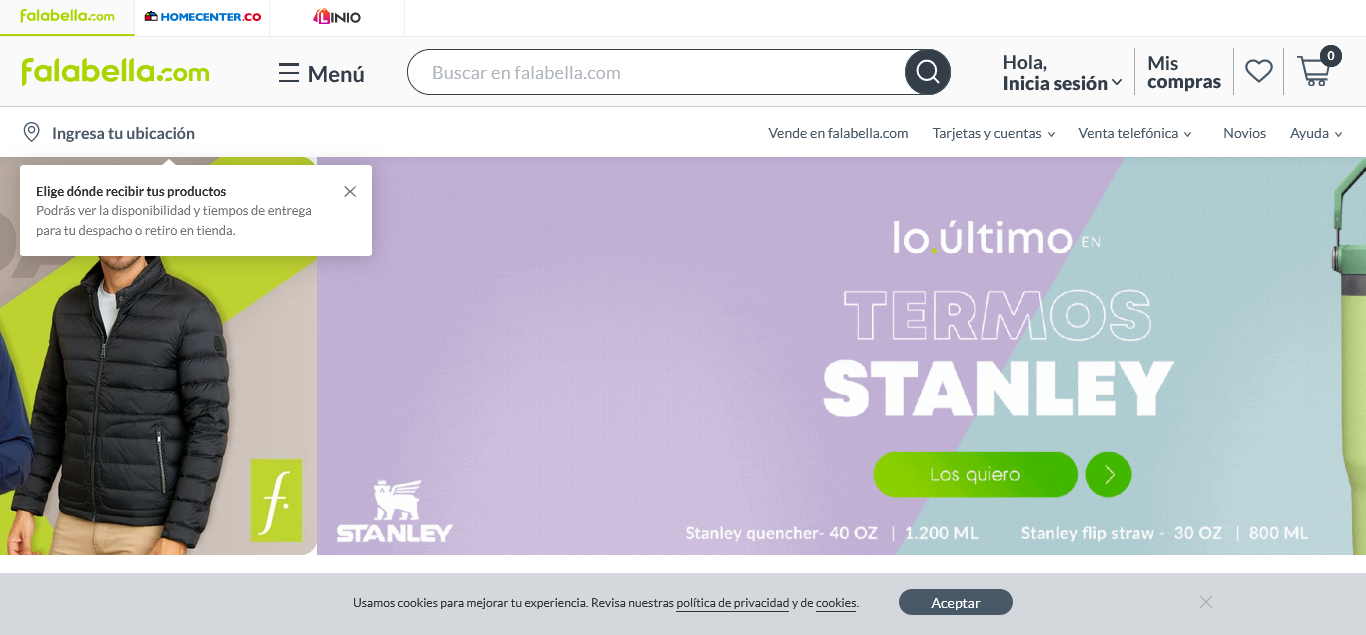 falabella.com
HOMECENTER.CO
LINIO
falabella.com
Menú
Buscar en falabella.com
Hola,
Inicia sesión
Mis
compras
0
Ingresa tu ubicación
Vende en falabella.com
Tarjetas y cuentas
Venta telefónica
Novios
Ayuda
Elige dónde recibir tus productos
Podrás ver la disponibilidad y tiempos de entrega
para tu despacho o retiro en tienda.
lo.último EN
TERMOS
STANLEY
Los quiero
f.
STANLEY
Stanley quencher- 40 OZ | 1.200 ML
Stanley flip straw - 30 OZ | 800 ML
Usamos cookies para mejorar tu experiencia. Revisa nuestras política de privacidad y de cookies.
Aceptar